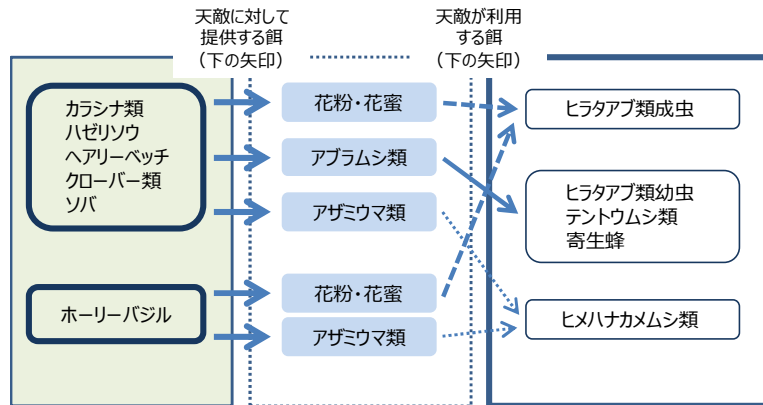 天敵に対して
提供する餌
（下の矢印）
天敵が利用
する餌
（下の矢印）
カラシナ類
ハゼリソウ
ヘアリーベッチ
クローバー類
ソバ
花粉・花蜜
アブラムシ類
アザミウマ類
ヒラタアブ類成虫
ヒラタアブ類幼虫
テントウムシ類
寄生蜂
ホーリーバジル
花粉・花蜜
アザミウマ類
ヒメハナカメムシ類